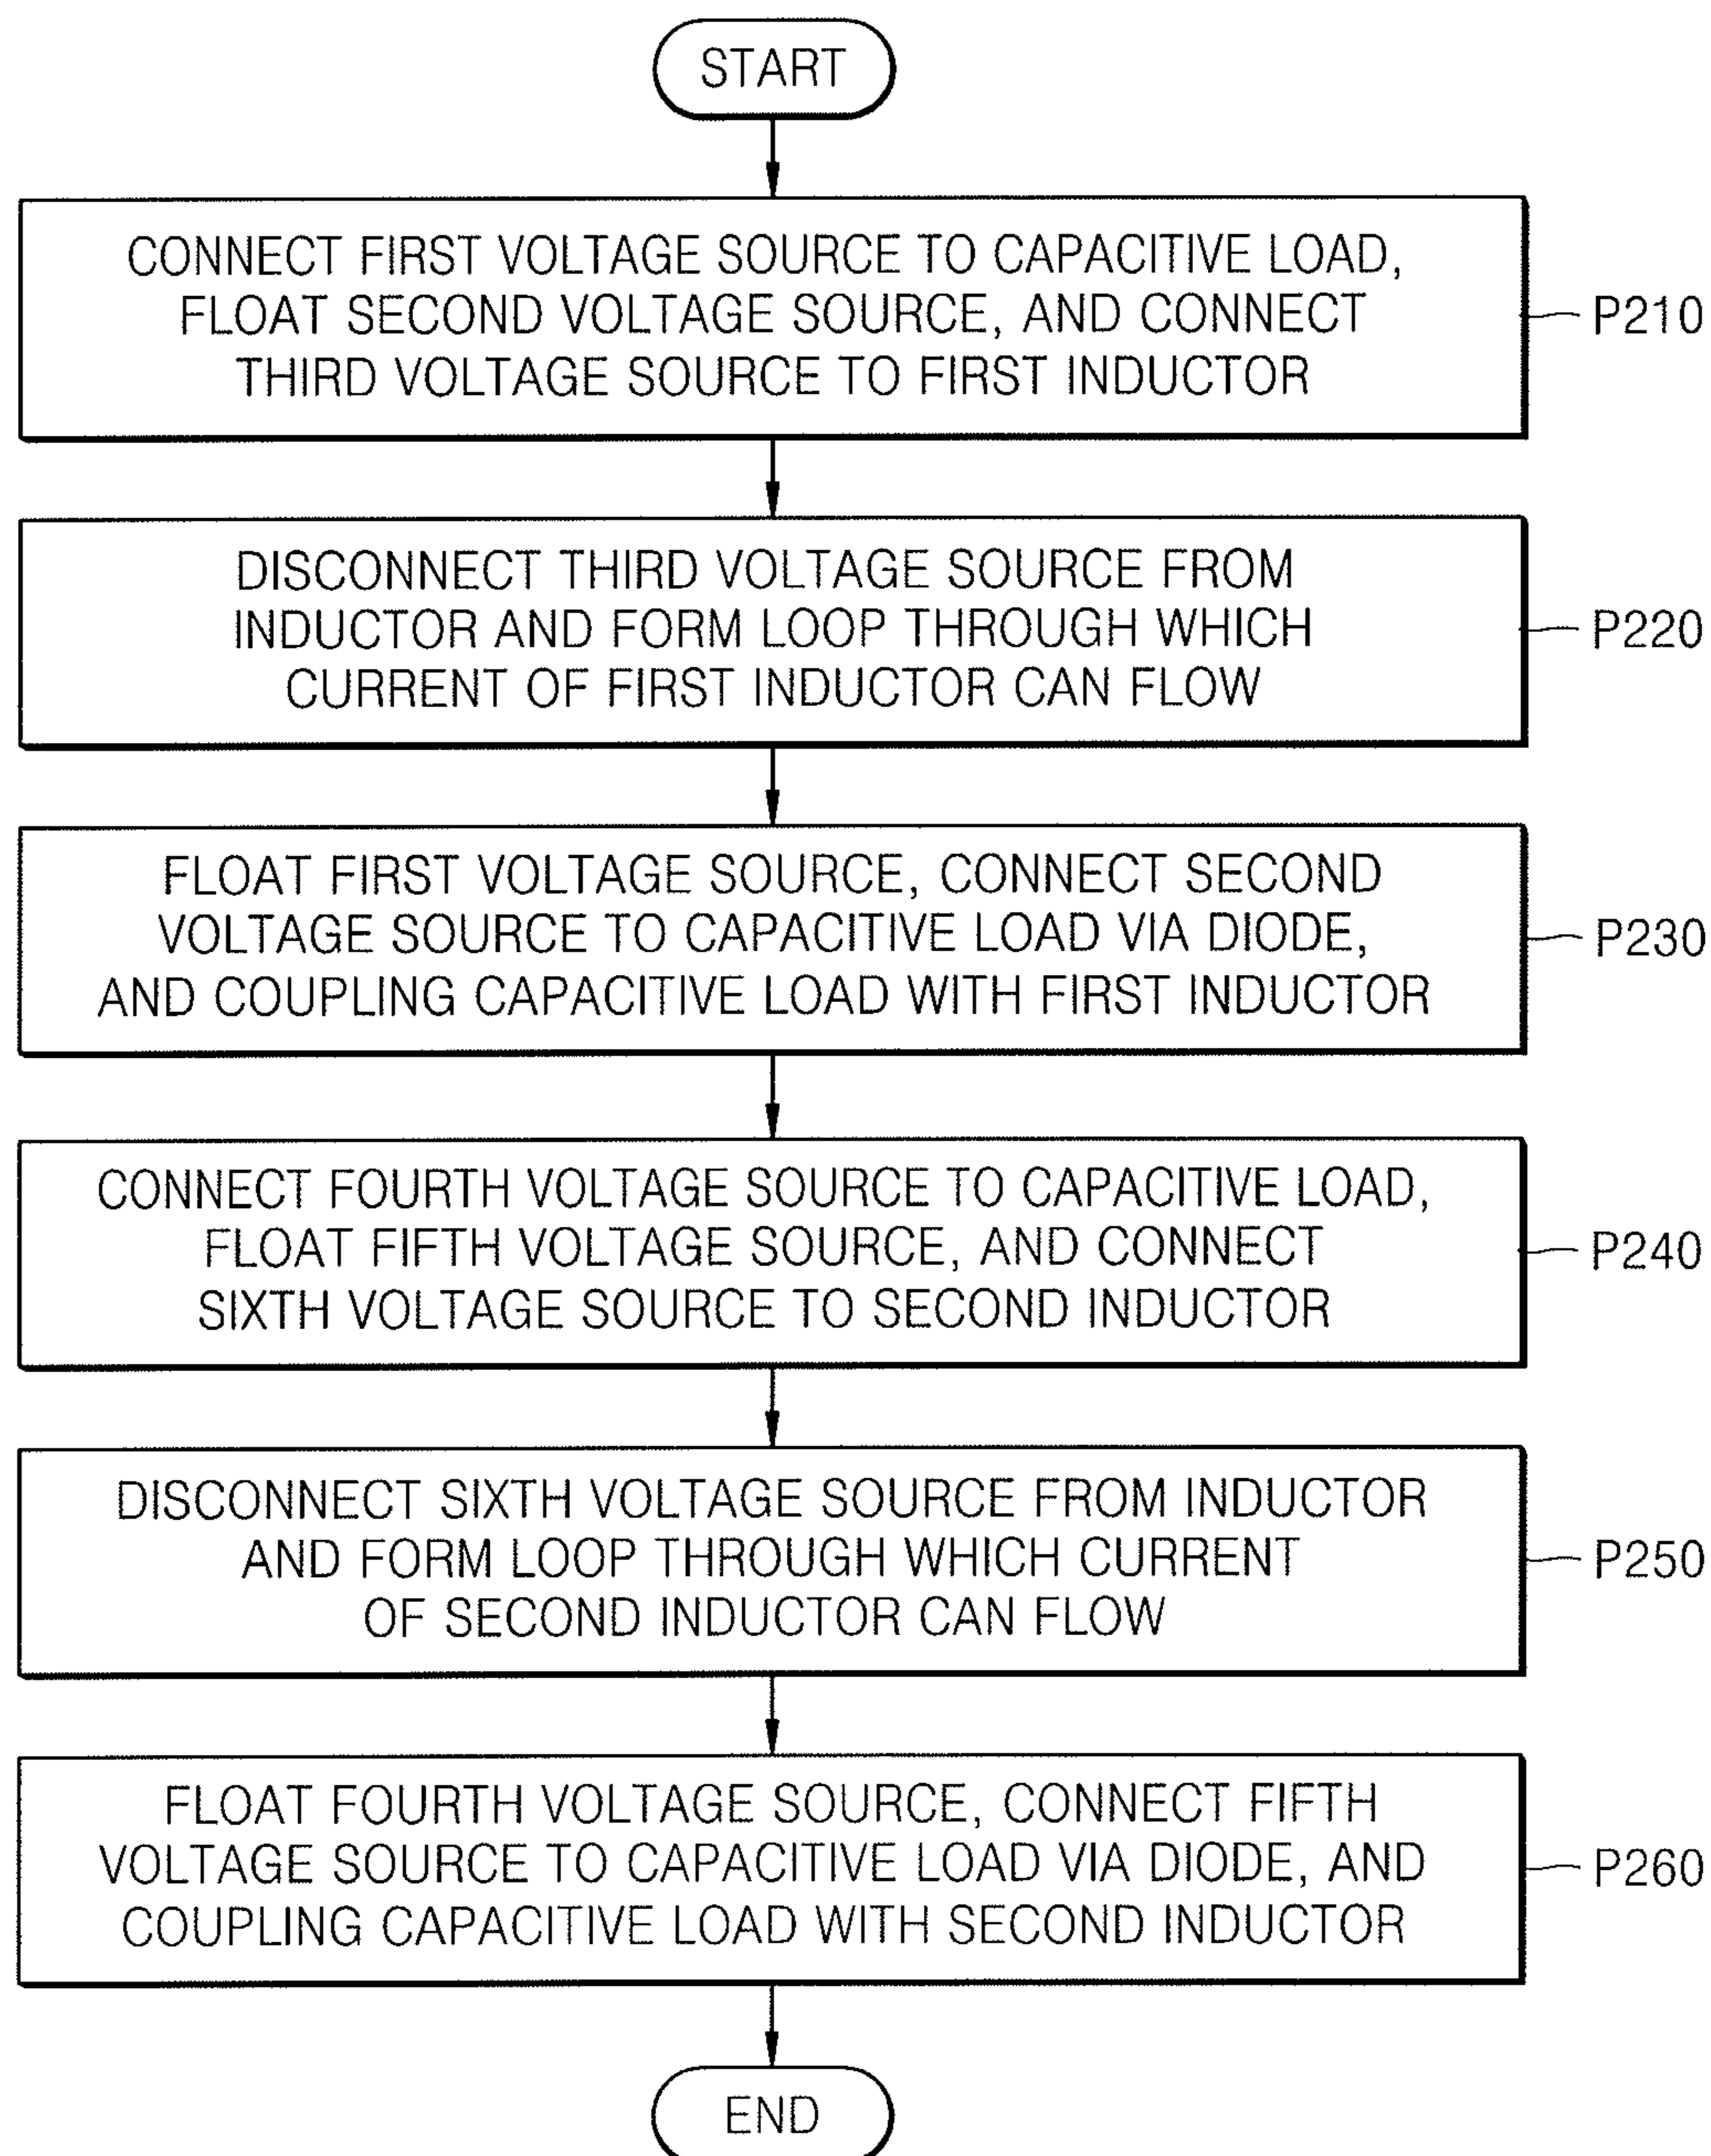 START
CONNECT FIRST VOLTAGE SOURCE TO CAPACITIVE LOAD,
FLOAT SECOND VOLTAGE SOURCE, AND CONNECT
THIRD VOLTAGE SOURCE TO FIRST INDUCTOR
P210
DISCONNECT THIRD VOLTAGE SOURCE FROM
INDUCTOR AND FORM LOOP THROUGH WHICH
CURRENT OF FIRST INDUCTOR CAN FLOW
P220
FLOAT FIRST VOLTAGE SOURCE, CONNECT SECOND
VOLTAGE SOURCE TO CAPACITIVE LOAD VIA DIODE,
AND COUPLING CAPACITIVE LOAD WITH FIRST INDUCTOR
P230
CONNECT FOURTH VOLTAGE SOURCE TO CAPACITIVE LOAD,
FLOAT FIFTH VOLTAGE SOURCE, AND CONNECT
SIXTH VOLTAGE SOURCE TO SECOND INDUCTOR
P240
DISCONNECT SIXTH VOLTAGE SOURCE FROM INDUCTOR
AND FORM LOOP THROUGH WHICH CURRENT
OF SECOND INDUCTOR CAN FLOW
P250
FLOAT FOURTH VOLTAGE SOURCE, CONNECT FIFTH
VOLTAGE SOURCE TO CAPACITIVE LOAD VIA DIODE, AND
COUPLING CAPACITIVE LOAD WITH SECOND INDUCTOR
P260
END